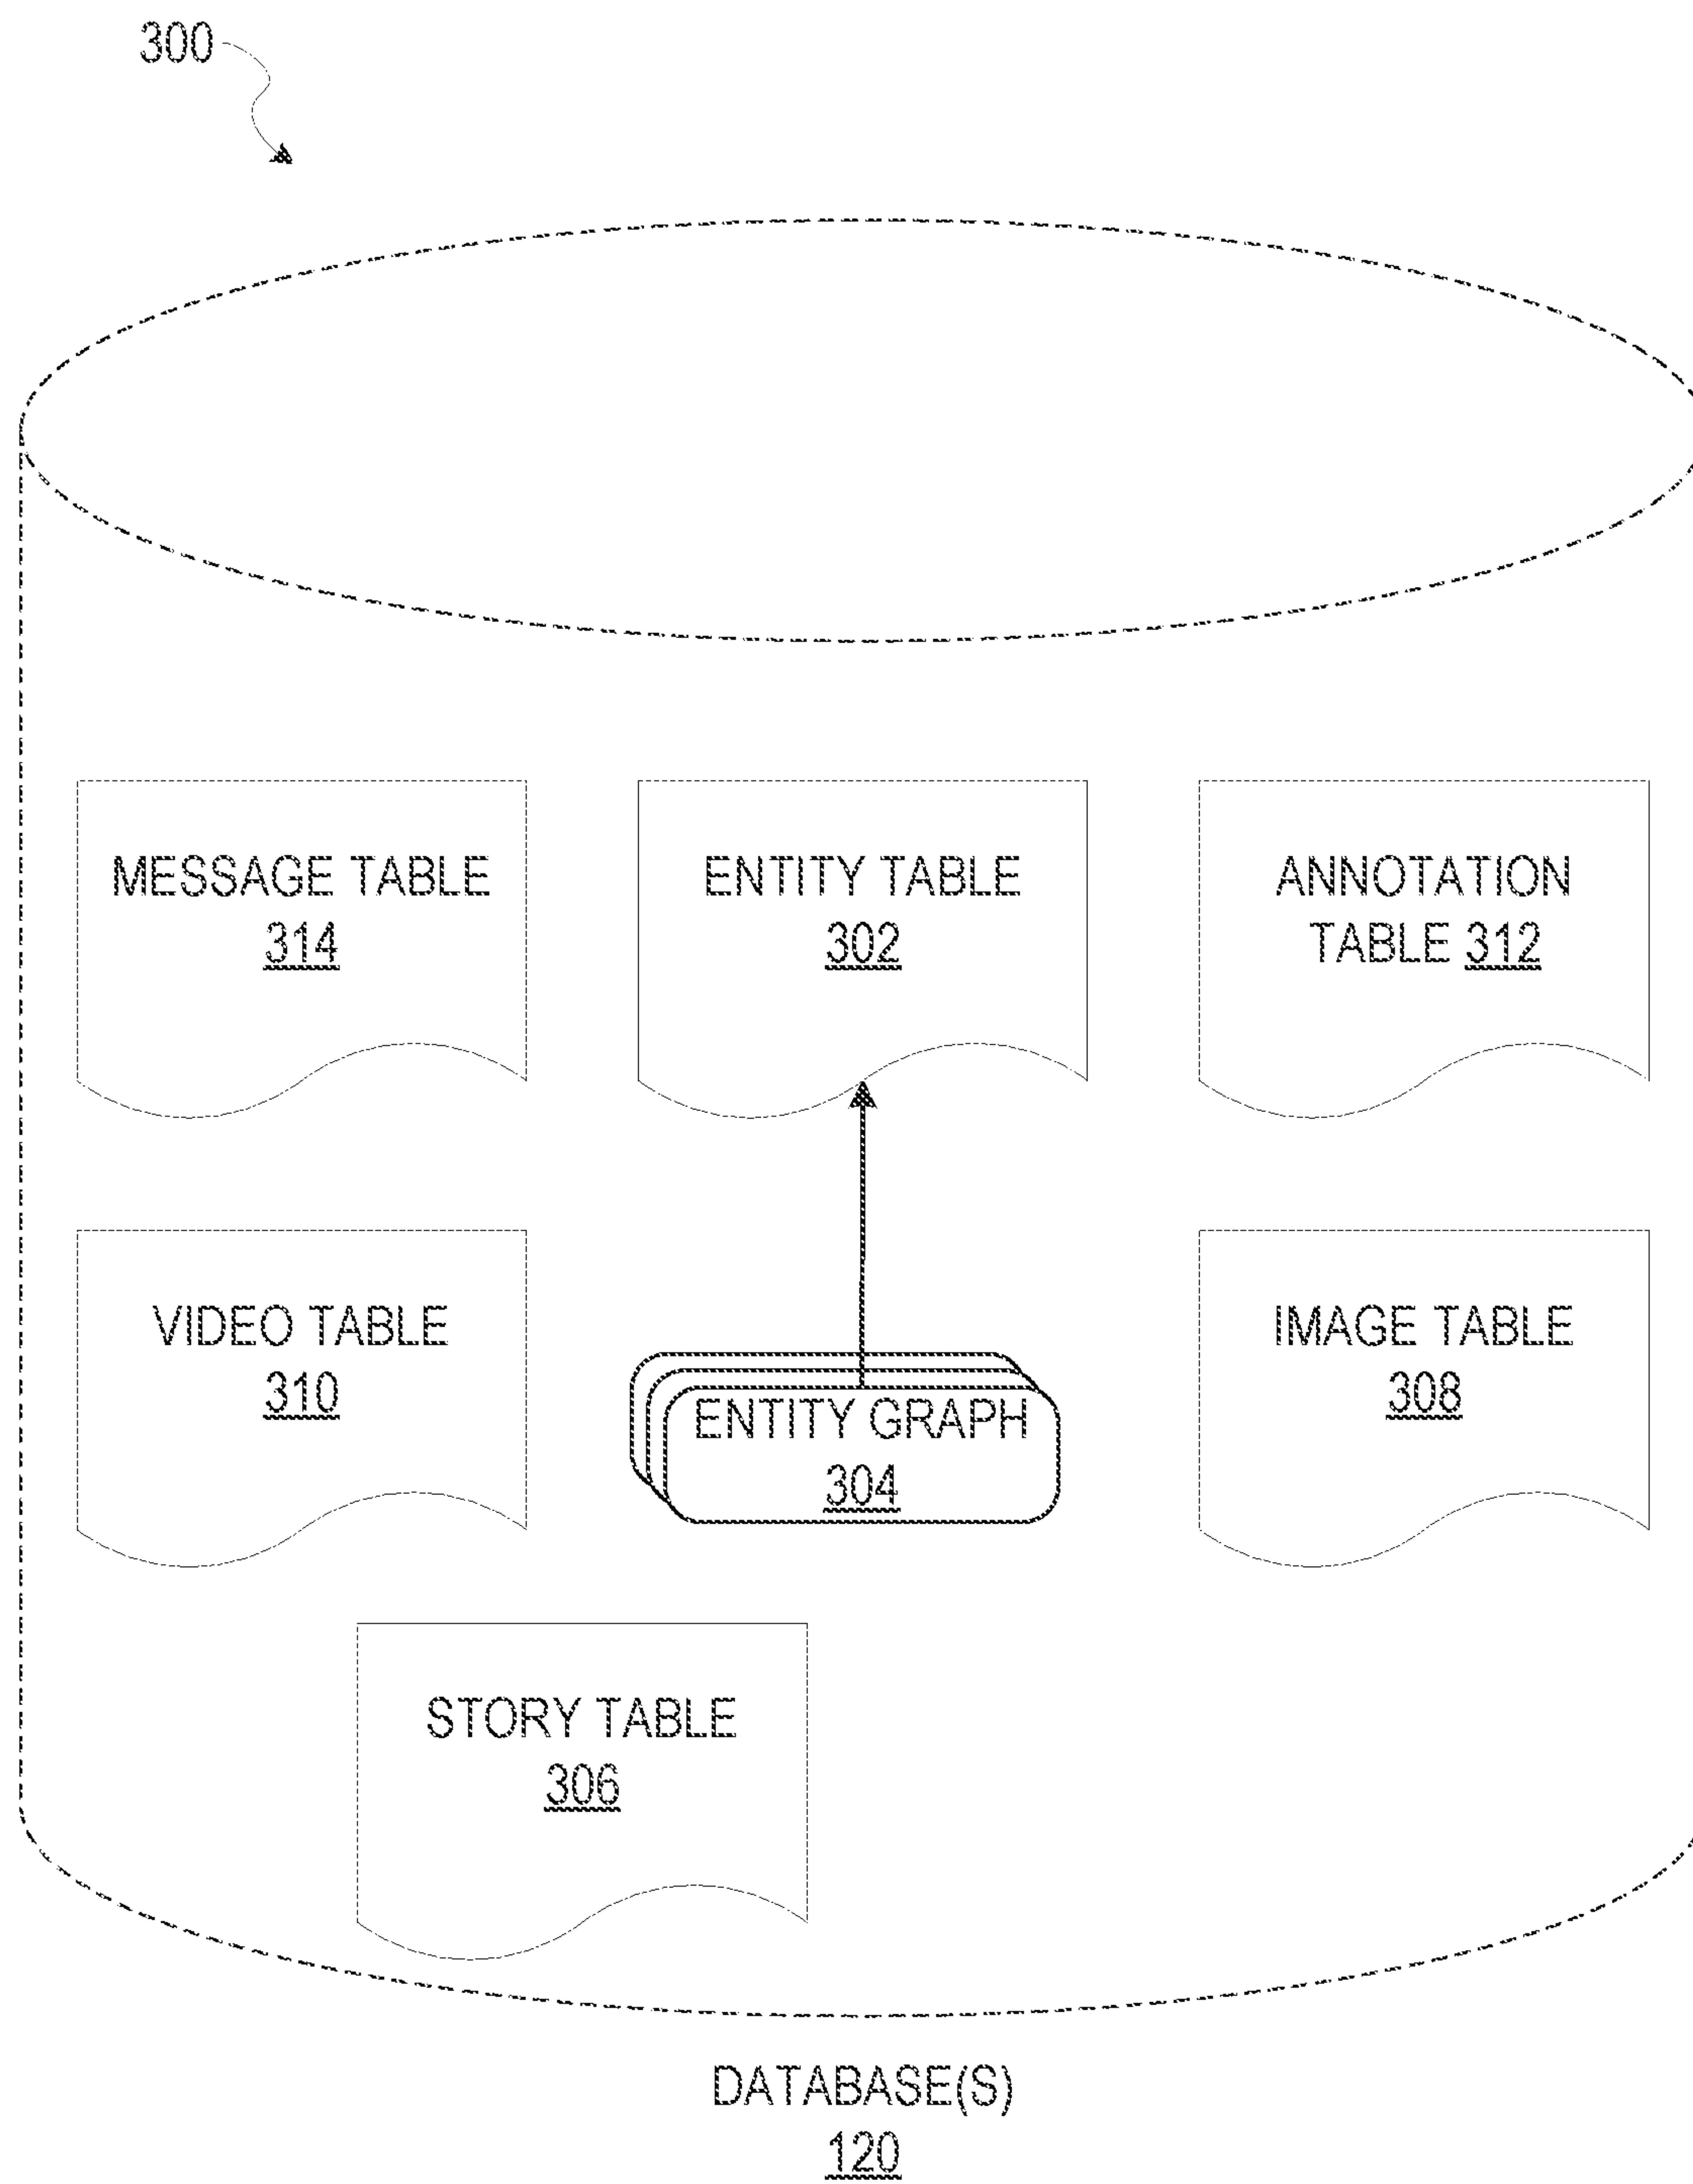 300
MESSAGE TABLE
314
ENTITY TABLE
302
ANNOTATION
TABLE 312
VIDEO TABLE
310
ENTITY GRAPH
304
IMAGE TABLE
308
STORY TABLE
306
DATABASE(S)
120